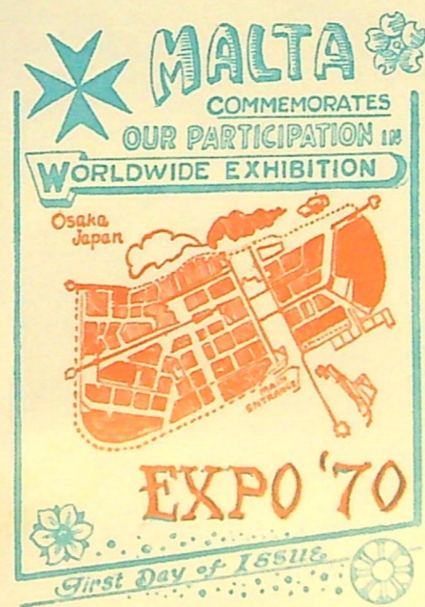 MALTA
COMMEMORATES
OUR PARTICIPATION IN
WORLDWIDE EXHIBITION
Osaka
Japan
MAIN
ENTRANCE
EXPO '70
First Day of ISSUE